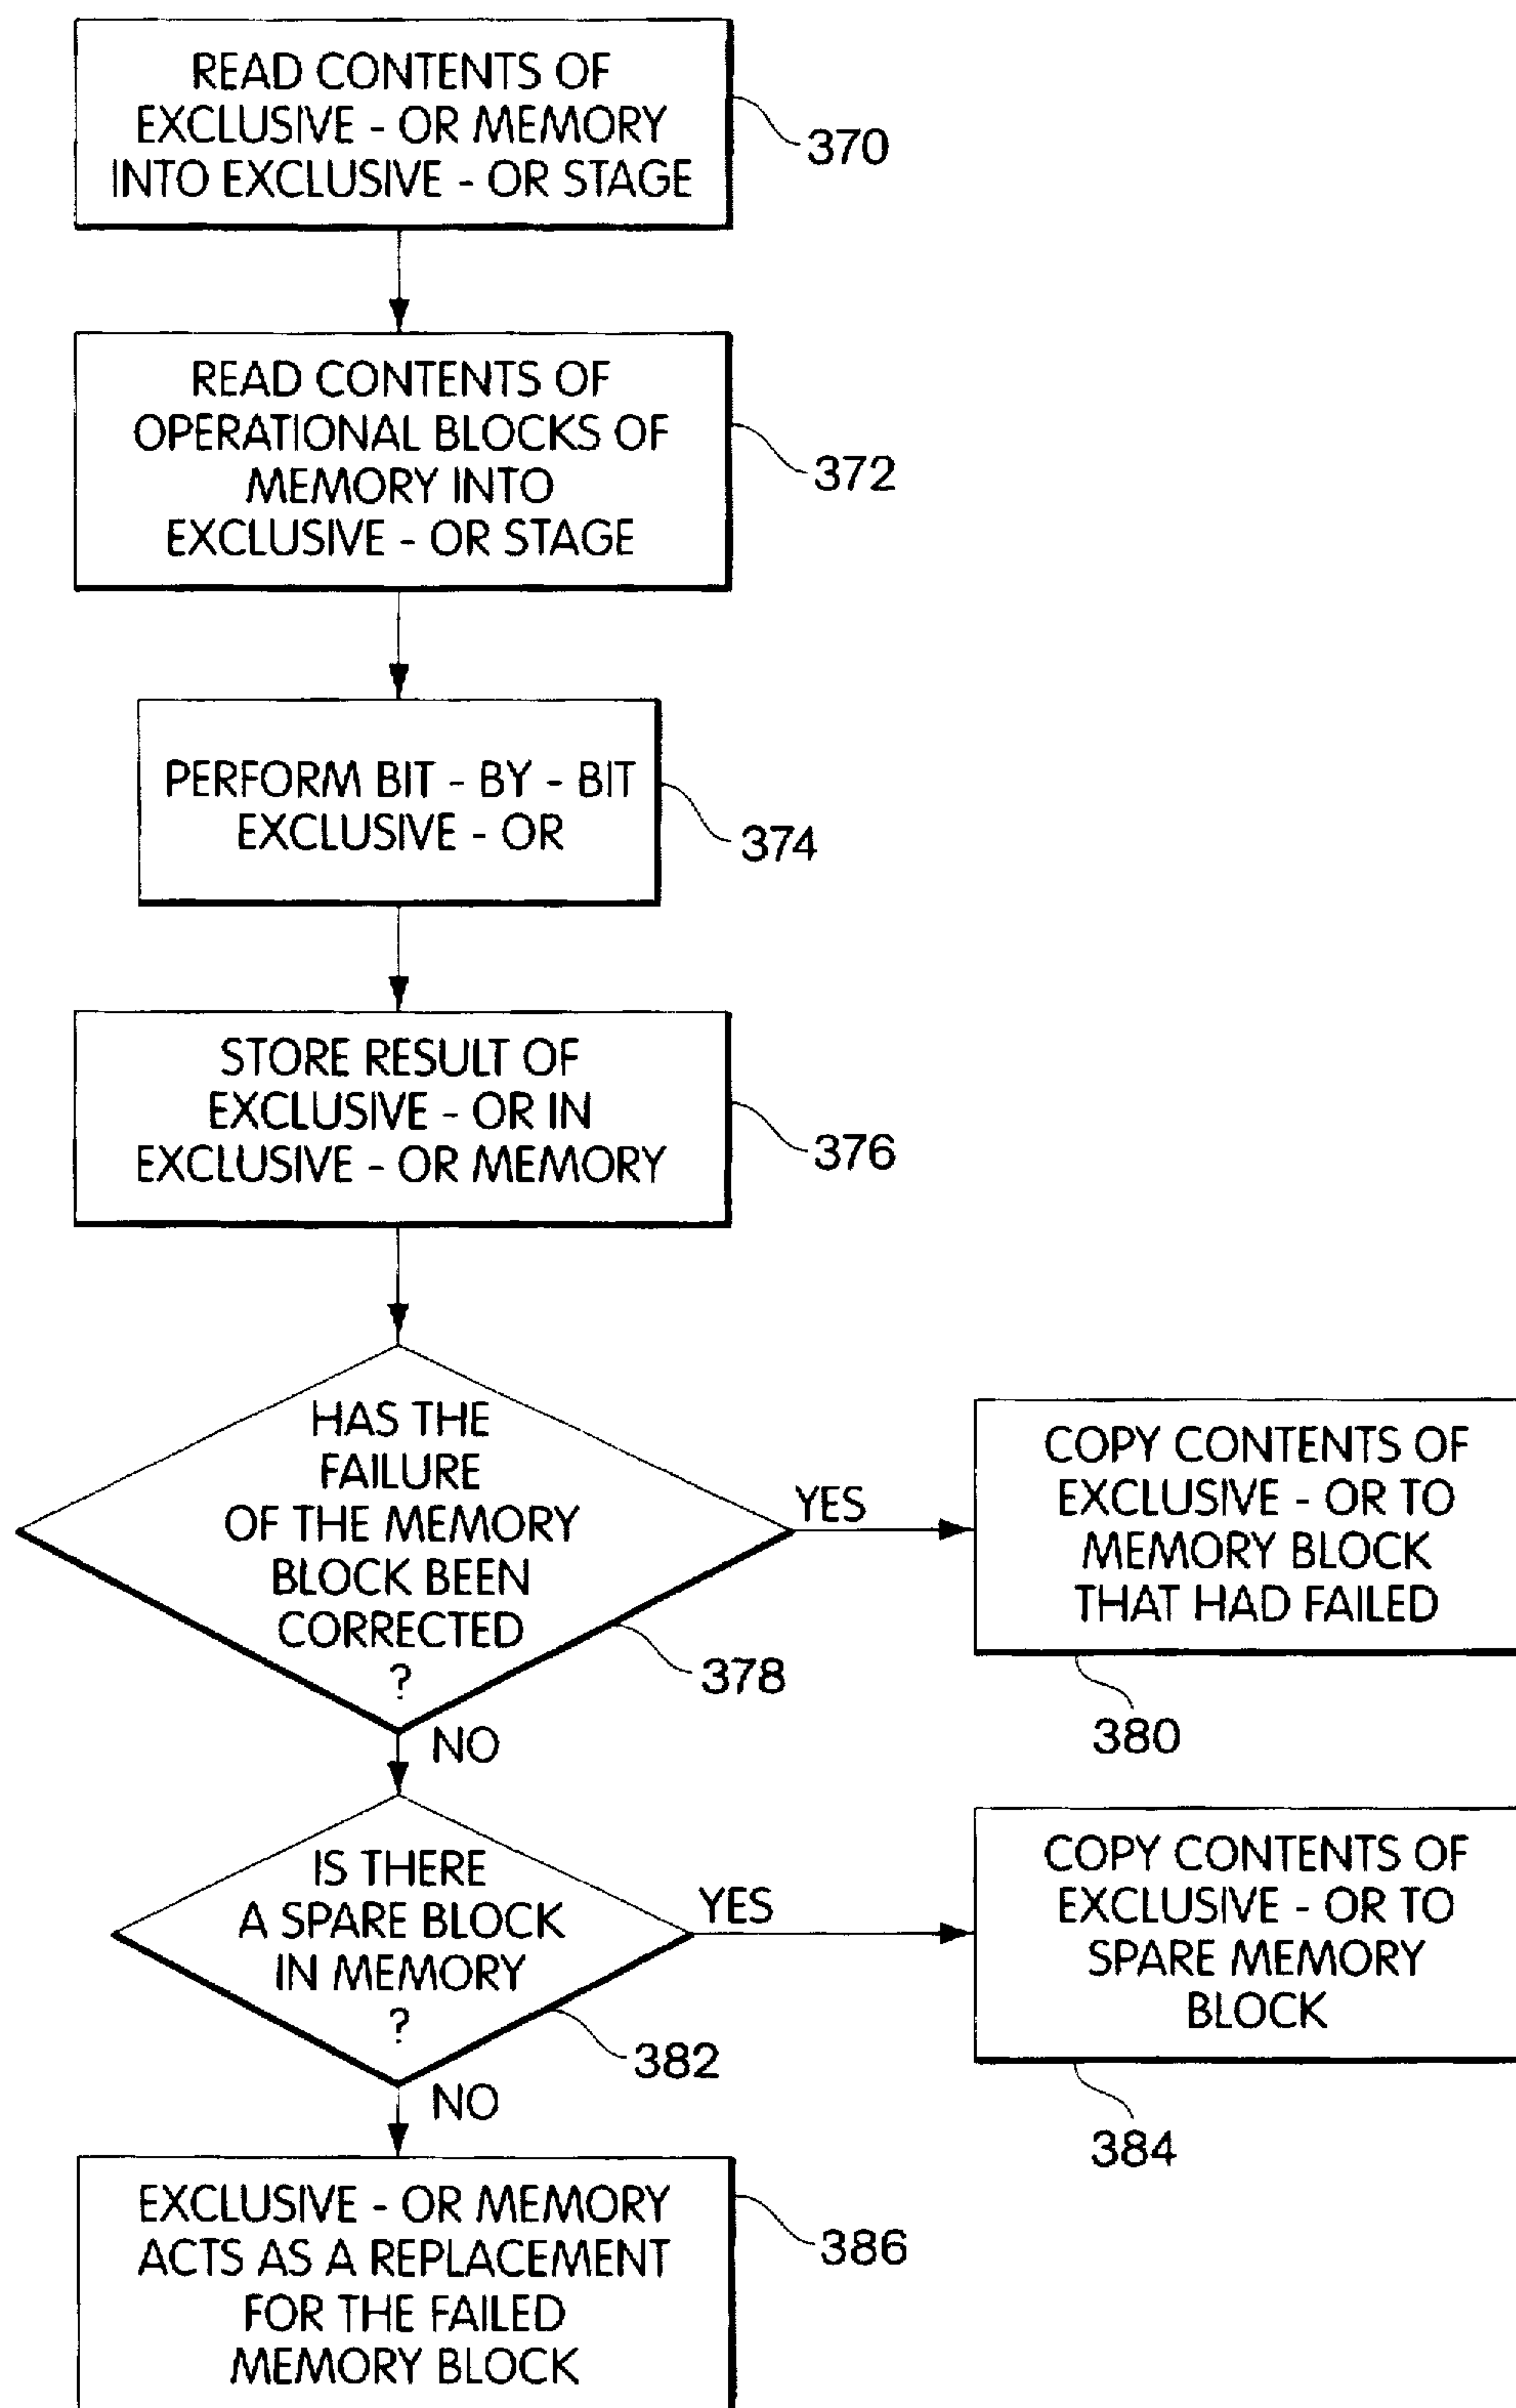 READ CONTENTS OF
EXCLUSIVE - OR MEMORY
INTO EXCLUSIVE - OR STAGE
370
READ CONTENTS OF
OPERATIONAL BLOCKS OF
MEMORY INTO
EXCLUSIVE - OR STAGE
372
PERFORM BIT - BY - BIT
EXCLUSIVE - OR
374
STORE RESULT OF
EXCLUSIVE - OR IN
EXCLUSIVE - OR MEMORY
376
HAS THE
FAILURE
OF THE MEMORY
BLOCK BEEN
CORRECTED
?
378
YES
COPY CONTENTS OF
EXCLUSIVE - OR TO
MEMORY BLOCK
THAT HAD FAILED
380
NO
IS THERE
A SPARE BLOCK
IN MEMORY
?
382
YES
COPY CONTENTS OF
EXCLUSIVE - OR TO
SPARE MEMORY
BLOCK
384
NO
EXCLUSIVE - OR MEMORY
ACTS AS A REPLACEMENT
FOR THE FAILED
MEMORY BLOCK
386